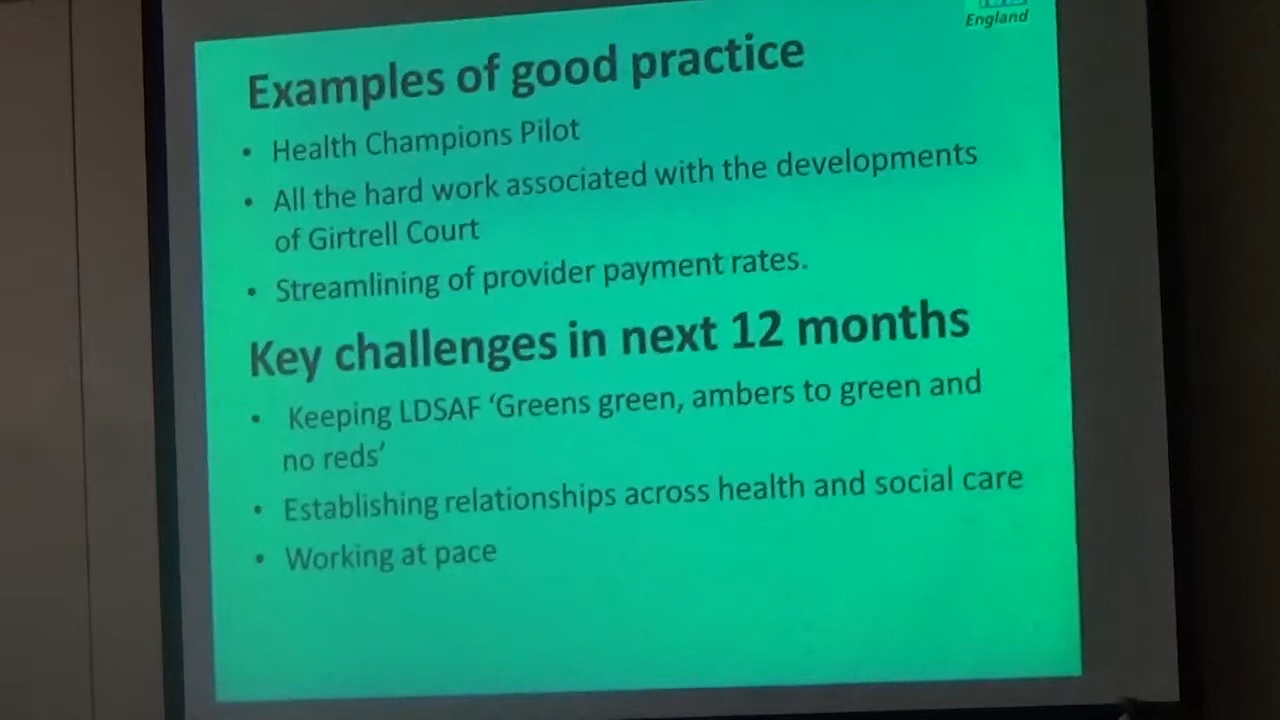 England
Examples of good practice
• Health Champions Pilot
• All the hard work associated with the developments
of Girtrell Court
• Streamlining of provider payment rates.
Key challenges in next 12 months
• Keeping LDSAF ‘Greens green, ambers to green and
no reds’
• Establishing relationships across health and social care
• Working at pace